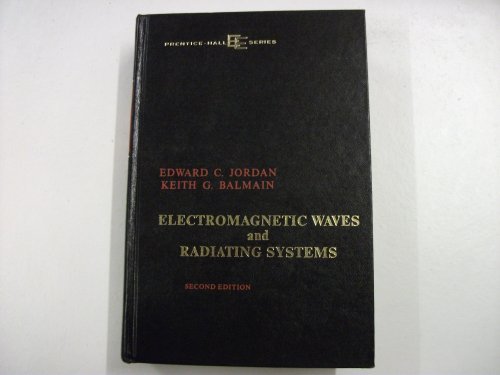 PRENTICE-HALL EE SERIES
EDWARD C. JORDAN
KEITH G. BALMAIN
ELECTROMAGNETIC WAVES
and
RADIATING SYSTEMS
SECOND EDITION